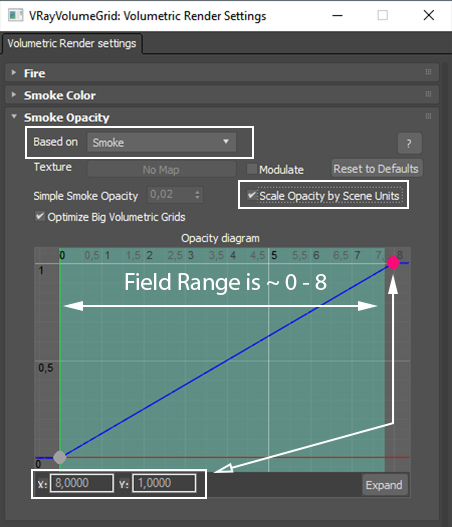 VRayVolumeGrid: Volumetric Render Settings
Volumetric Render settings
Fire
Smoke Color
Smoke Opacity
Based on Smoke ?
Texture No Map Modulate Reset to Defaults
Simple Smoke Opacity 0,02 Scale Opacity by Scene Units
Optimize Big Volumetric Grids
Opacity diagram
0 0,5 1 1,5 2 2,5 3 3,5 4 4,5 5 5,5 6 6,5 7 7,5 8
1
Field Range is ~ 0 - 8
0,5
0
X: 8,0000 Y: 1,0000 Expand